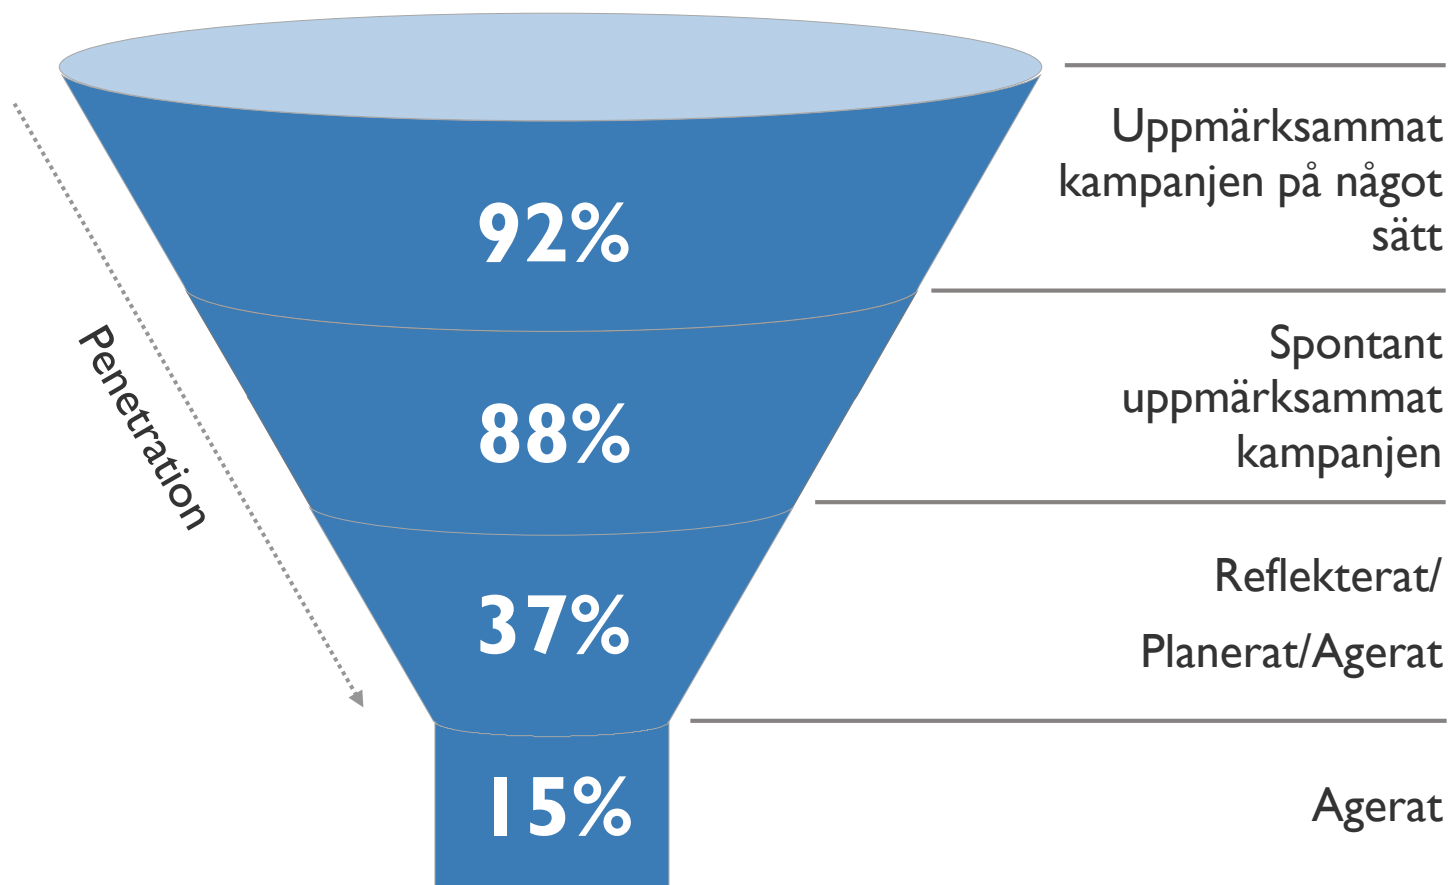 Uppmärksammat
kampanjen på något
sätt
92%
Spontant
uppmärksammat
kampanjen
88%
Penetration
Reflekterat/
Planerat/Agerat
37%
15%
Agerat